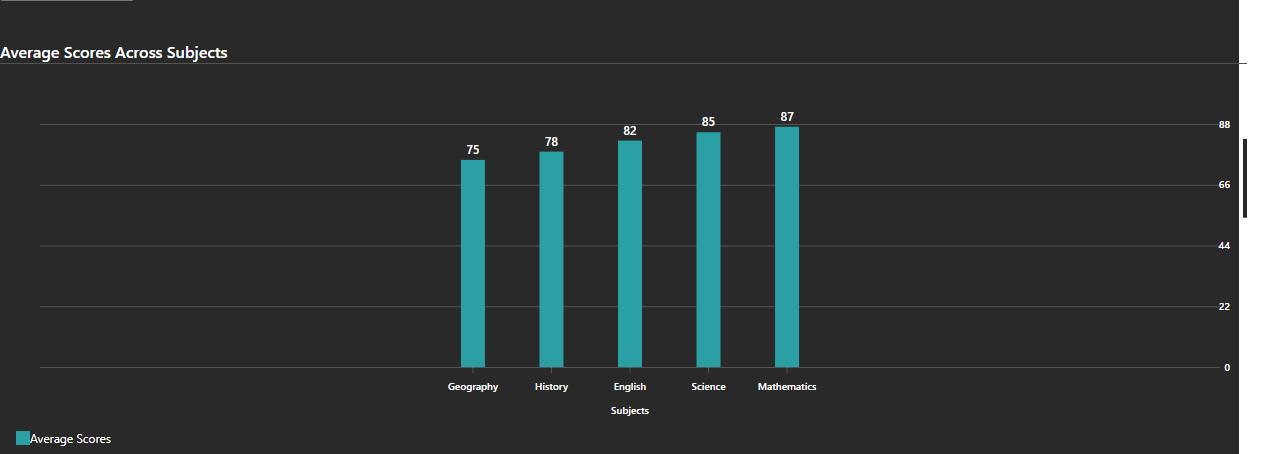 Average Scores Across Subjects
75
78
82
85
87
88
66
44
22
0
Geography
History
English
Science
Mathematics
Subjects
Average Scores